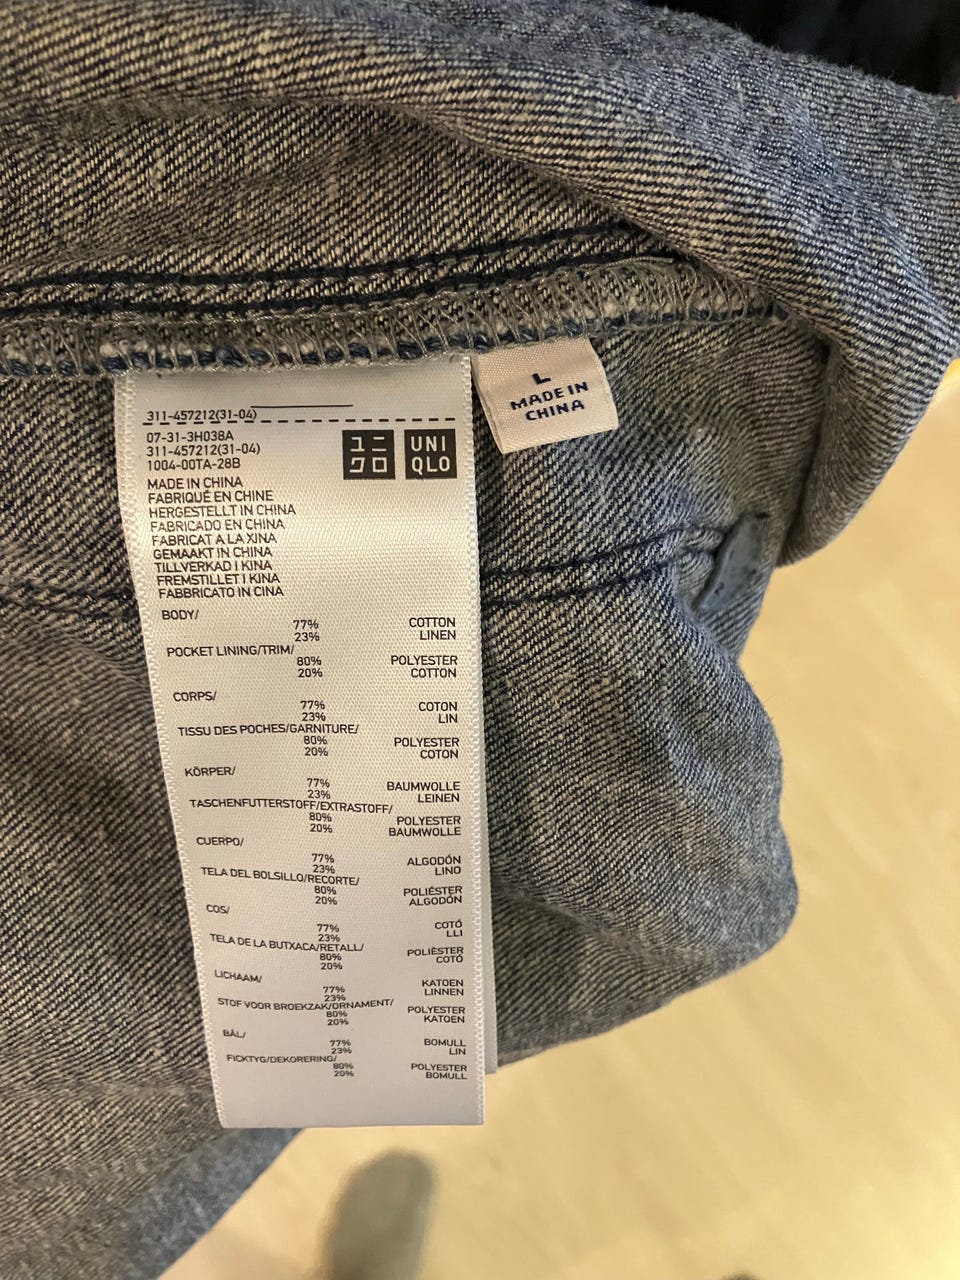 311-457212(31-04)
07-31-3H038A
311-457212(31-04)
1004-00TA-28B
ユニ
クロ
UNI
QLO
L
MADE IN
CHINA
MADE IN CHINA
FABRIQUÉ EN CHINE
HERGESTELLT IN CHINA
FABRICADO EN CHINA
FABRICAT A LA XINA
GEMAAKT IN CHINA
TILLVERKAD I KINA
FREMSTILLET I KINA
FABBRICATO IN CINA
BODY/
77% COTTON
23% LINEN
POCKET LINING/TRIM/
80% POLYESTER
20% COTTON
CORPS/
77% COTON
23% LIN
TISSU DES POCHES/GARNITURE/
80% POLYESTER
20% COTON
KÖRPER/
77% BAUMWOLLE
23% LEINEN
TASCHENFUTTERSTOFF/EXTRASTOFF/
80% POLYESTER
20% BAUMWOLLE
CUERPO/
77% ALGODÓN
23% LINO
TELA DEL BOLSILLO/RECORTE/
80% POLIÉSTER
20% ALGODÓN
COS/
77% COTÓ
23% LLI
TELA DE LA BUTXACA/RETALL/
80% POLIÈSTER
20% COTÓ
LICHAAM/
77% KATOEN
23% LINNEN
STOF VOOR BROEKZAK/ORNAMENT/
80% POLYESTER
20% KATOEN
BÅL/
77% BOMULL
23% LIN
FICKTYG/DEKORERING/
80% POLYESTER
20% BOMULL